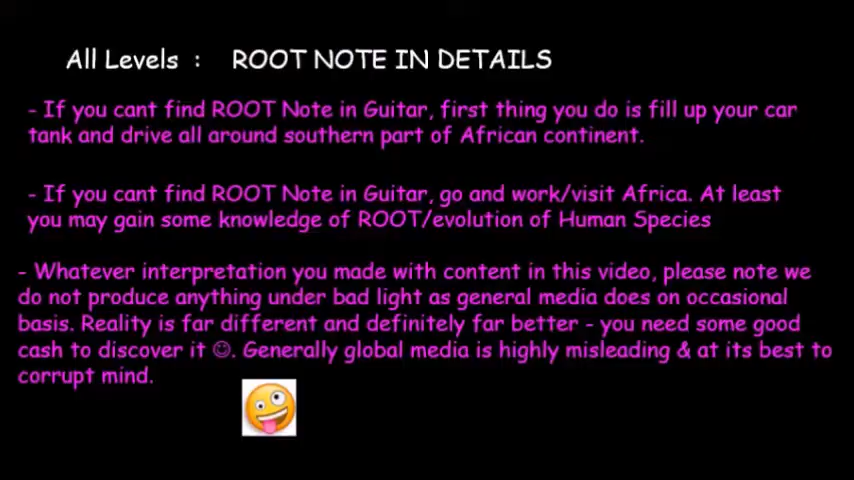 All Levels : ROOT NOTE IN DETAILS
- If you cant find ROOT Note in Guitar, first thing you do is fill up your car
tank and drive all around southern part of African continent.
- If you cant find ROOT Note in Guitar, go and work/visit Africa. At least
you may gain some knowledge of ROOT/evolution of Human Species
- Whatever interpretation you made with content in this video, please note we
do not produce anything under bad light as general media does on occasional
basis. Reality is far different and definitely far better - you need some good
cash to discover it ☺. Generally global media is highly misleading & at its best to
corrupt mind.